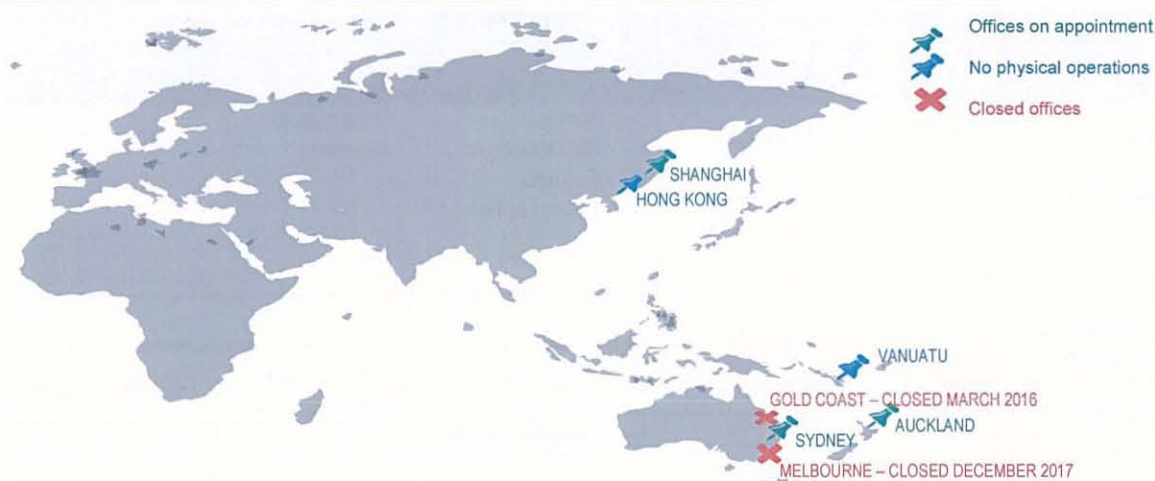 Offices on appointment
No physical operations
Closed offices
SHANGHAI
HONG KONG
VANUATU
GOLD COAST – CLOSED MARCH 2016
AUCKLAND
SYDNEY
MELBOURNE – CLOSED DECEMBER 2017